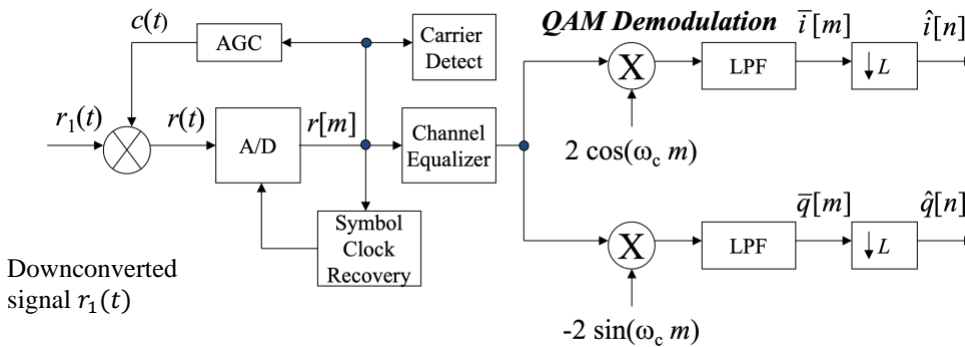 c(t)
AGC
Carrier
Detect
QAM Demodulation
i̅[m]
î[n]
X
LPF
↓ L
r₁(t)
r(t)
A/D
r[m]
Channel
Equalizer
2 cos(ω_c m)
Symbol
Clock
Recovery
q̅[m]
q̂[n]
X
LPF
↓ L
-2 sin(ω_c m)
Downconverted
signal r₁(t)